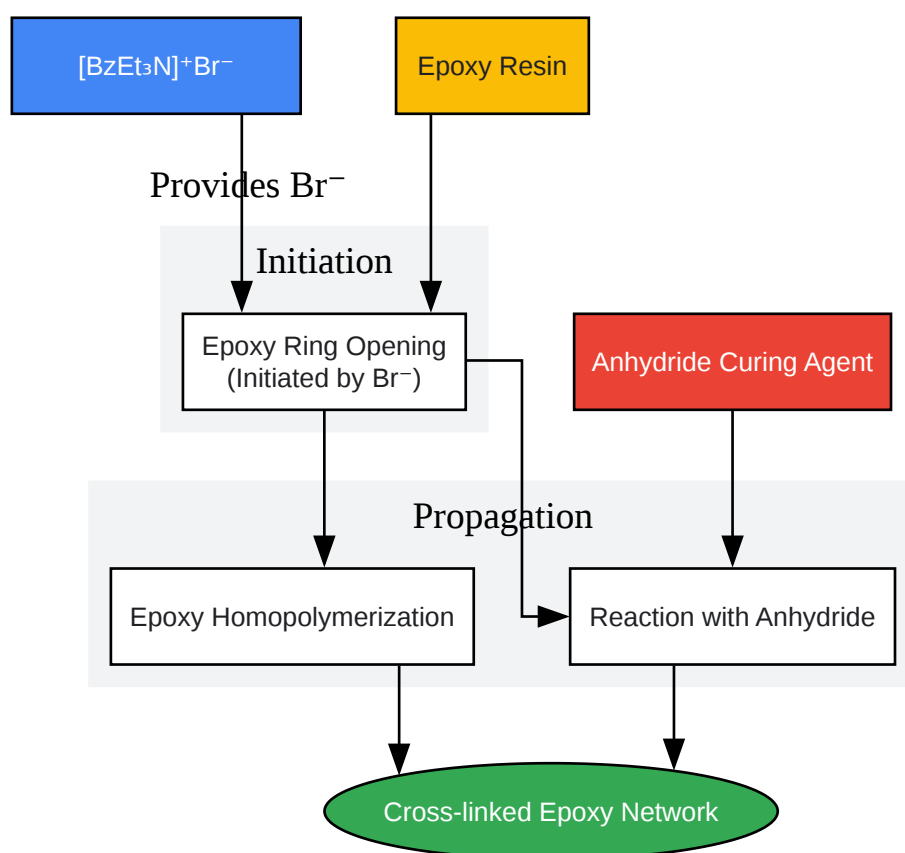 [BzEt₃N]⁺Br⁻
Epoxy Resin
Provides Br⁻
Initiation
Epoxy Ring Opening
(Initiated by Br⁻)
Anhydride Curing Agent
Propagation
Epoxy Homopolymerization
Reaction with Anhydride
Cross-linked Epoxy Network